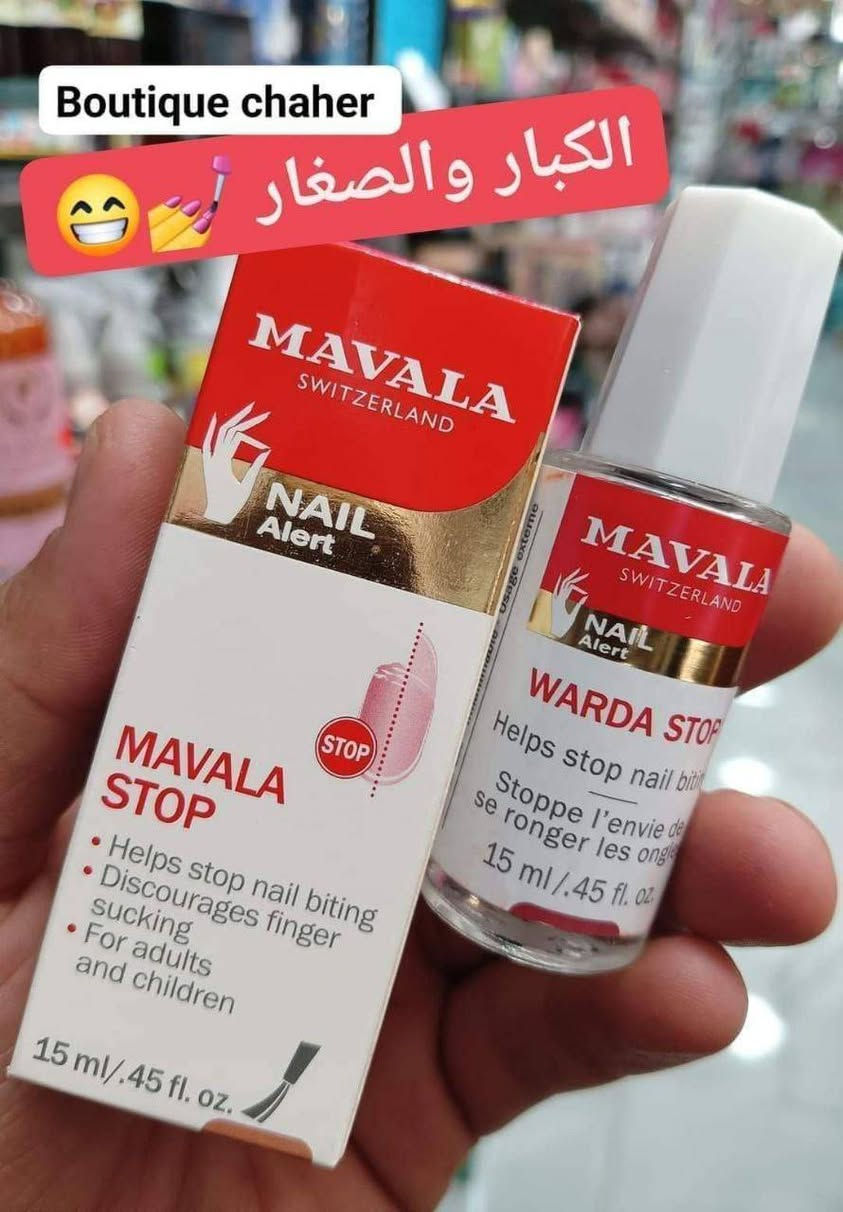 Boutique chaher
الكبار والصغار
MAVALA
SWITZERLAND
NAIL
Alert
STOP
MAVALA
STOP
• Helps stop nail biting
• Discourages finger
sucking
• For adults
and children
15 ml/.45 fl. oz.
MAVALA
SWITZERLAND
NAIL
Alert
WARDA STOP
Helps stop nail
Stoppe l'envie de
se ronger les
15 ml/.45 fl. oz.
Usage externe